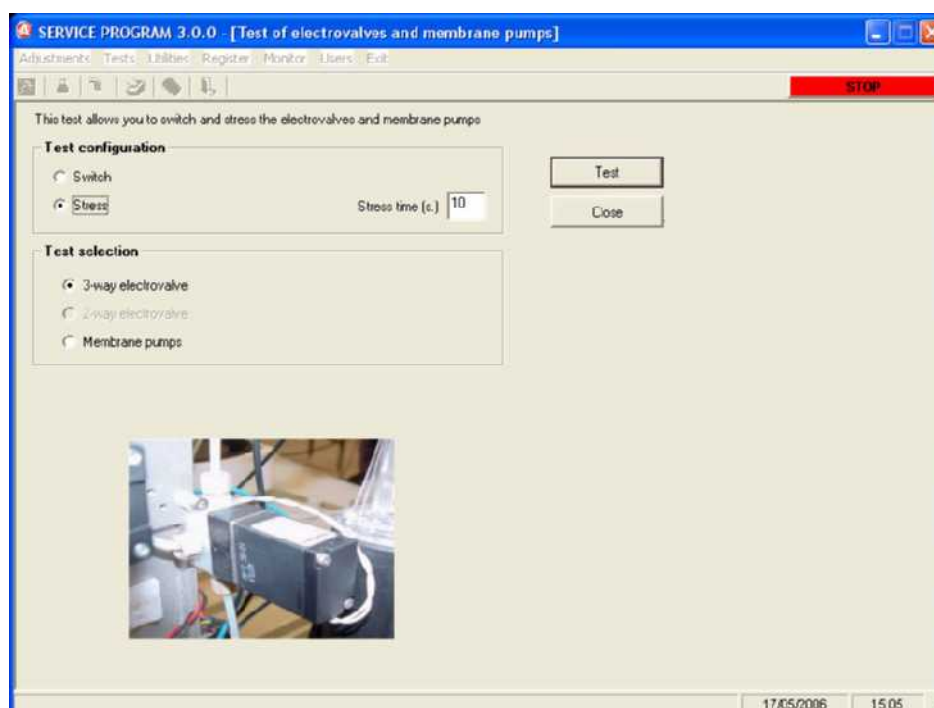 SERVICE PROGRAM 3.0.0 - [Test of electrovalves and membrane pumps]
Adjustments Tests Utilities Register Monitor Users Exit
STOP
This test allows you to switch and stress the electrovalves and membrane pumps
Test configuration
Switch
Stress
Stress time (s.) 10
Test
Close
Test selection
3-way electrovalve
2-way electrovalve
Membrane pumps
17/05/2006 15:05